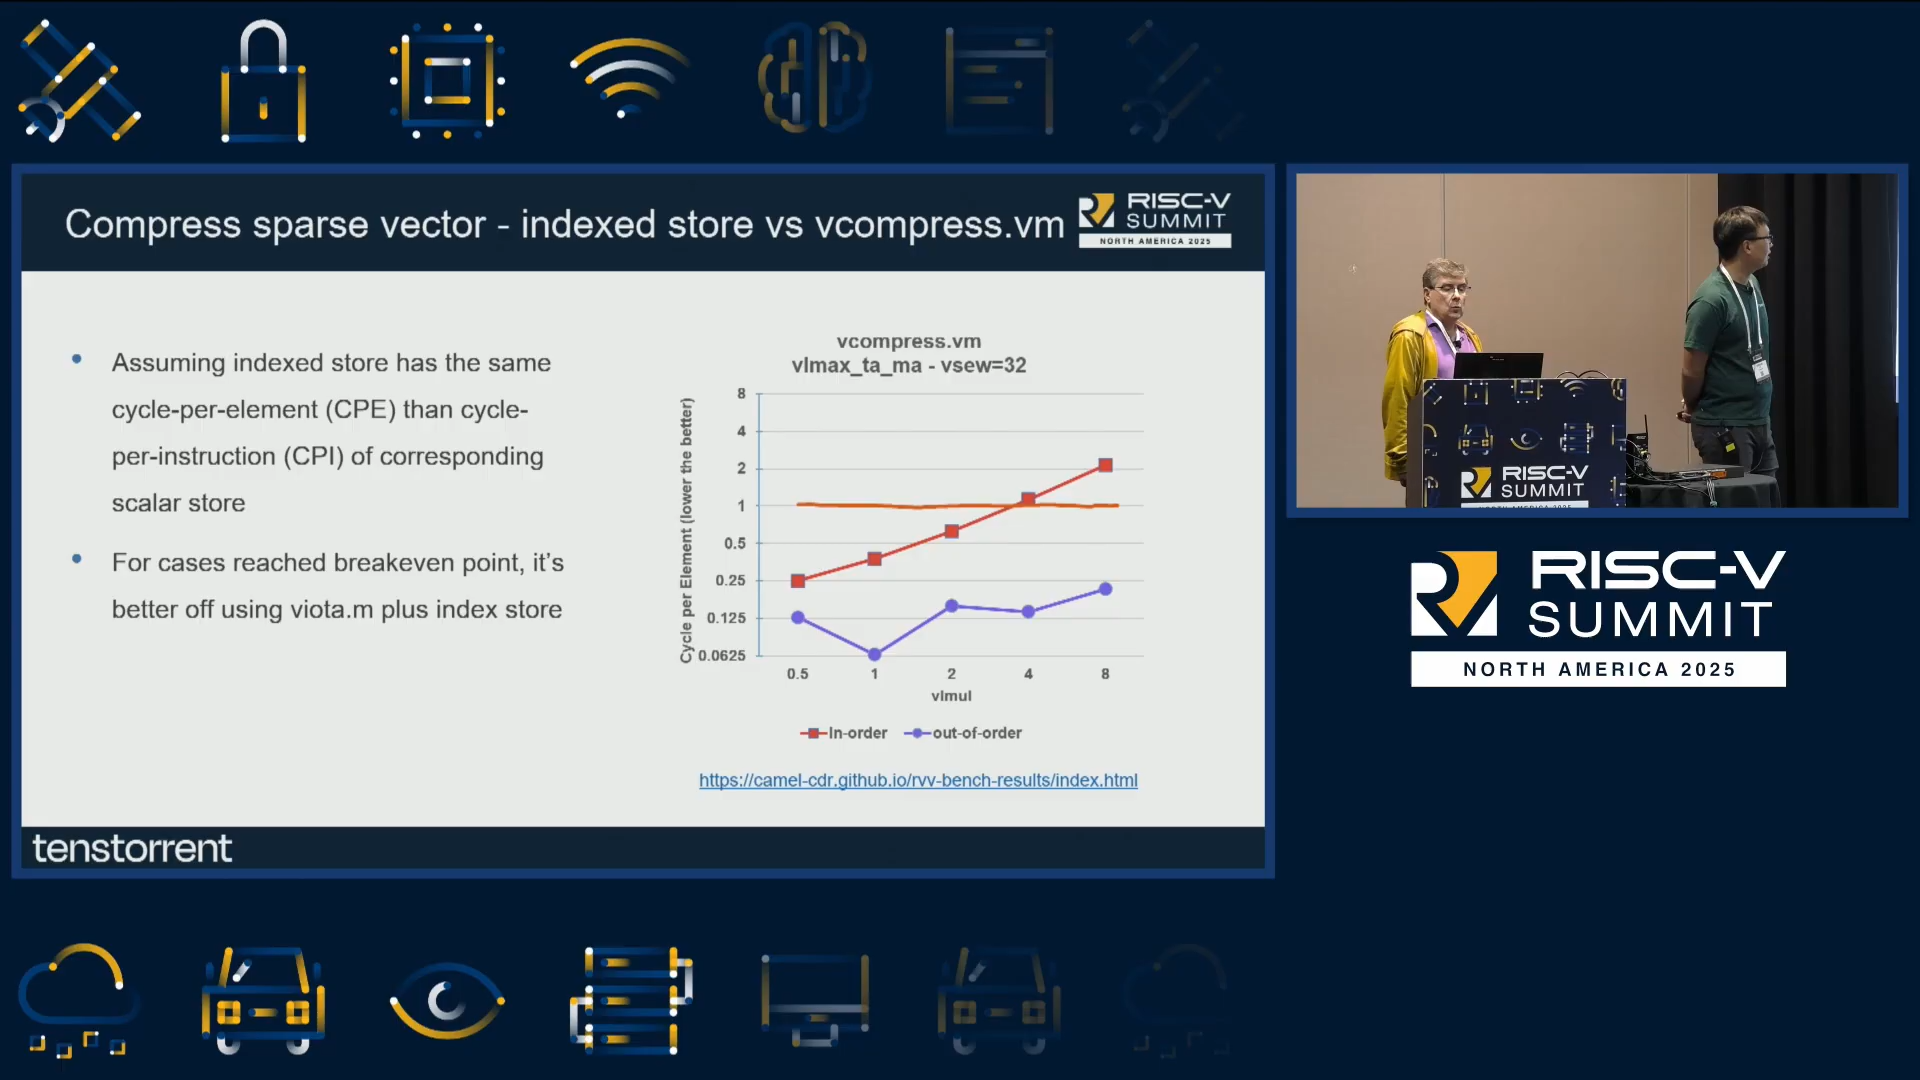 Compress sparse vector - indexed store vs vcompress.vm
RISC-V
SUMMIT
NORTH AMERICA 2025
Assuming indexed store has the same
cycle-per-element (CPE) than cycle-
per-instruction (CPI) of corresponding
scalar store
For cases reached breakeven point, it's
better off using viota.m plus index store
vcompress.vm
vlmax_ta_ma - vsew=32
Cycle per Element (lower the better)
8
4
2
1
0.5
0.25
0.125
0.0625
0.5 1 2 4 8
vlmul
in-order out-of-order
https://camel-cdr.github.io/rvv-bench-results/index.html
tenstorrent
RISC-V
SUMMIT
RISC-V
SUMMIT
NORTH AMERICA 2025